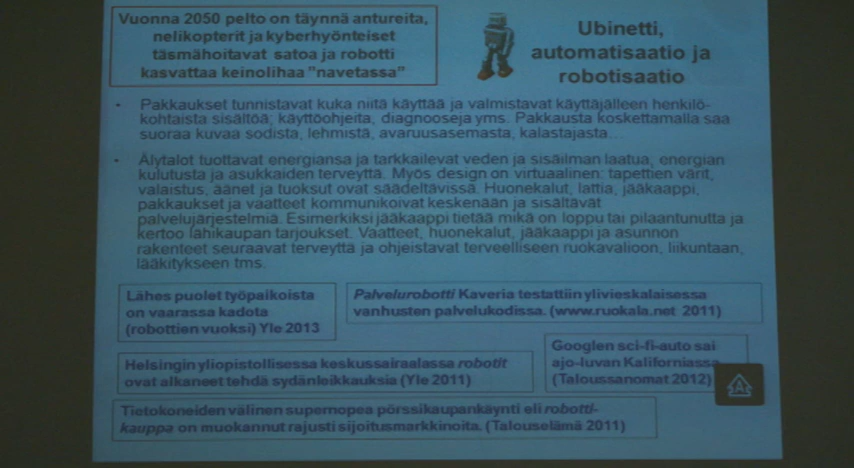 Vuonna 2050 pelto on täynnä antureita,
nelikopterit ja kyberhyönteiset
täsmähoitavat satoa ja robotti
kasvattaa keinolihaa "navetassa"
Ubinetti,
automatisaatio ja
robotisaatio
• Pakkaukset tunnistavat kuka niitä käyttää ja valmistavat käyttäjälleen henkilö-
kohtaista sisältöä; käyttöohjeita, diagnooseja yms. Pakkausta koskettamalla saa
suoraa kuvaa sodista, lehmistä, avaruusasemasta, kalastajasta…
• Älytalot tuottavat energiansa ja tarkkailevat veden ja sisäilman laatua, energian
kulutusta ja asukkaiden terveyttä. Myös design on virtuaalinen: tapettien värit,
valaistus, äänet ja tuoksut ovat säädeltävissä. Huonekalut, lattia, jääkaappi,
pakkaukset ja vaatteet kommunikoivat keskenään ja sisältävät
palvelujärjestelmiä. Esimerkiksi jääkaappi tietää mikä on loppu tai pilaantunutta ja
kertoo lähikaupan tarjoukset. Vaatteet, huonekalut, jääkaappi ja asunnon
rakenteet seuraavat terveyttä ja ohjeistavat terveelliseen ruokavalioon, liikuntaan,
lääkitykseen tms.
Lähes puolet työpaikoista
on vaarassa kadota
(robottien vuoksi) Yle 2013
Palvelurobotti Kaveria testattiin ylivieskalaisessa
vanhusten palvelukodissa. (www.ruokala.net 2011)
Helsingin yliopistollisessa keskussairaalassa robotit
ovat alkaneet tehdä sydänleikkauksia (Yle 2011)
Googlen sci-fi-auto sai
ajo-luvan Kaliforniassa
(Taloussanomat 2012)
Tietokoneiden välinen supernopea pörssikaupankäynti eli robotti-
kauppa on muokannut rajusti sijoitusmarkkinoita. (Talouselämä 2011)